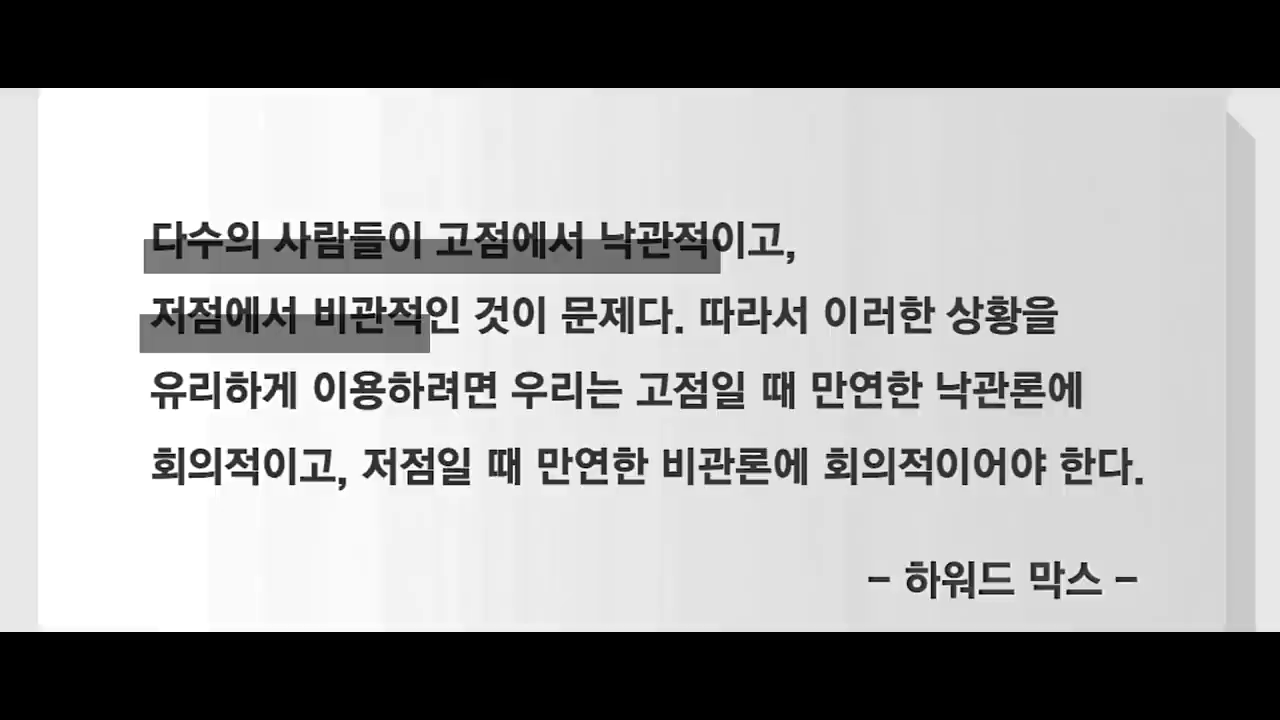 다수의 사람들이 고점에서 낙관적이고,
저점에서 비관적인 것이 문제다. 따라서 이러한 상황을
유리하게 이용하려면 우리는 고점일 때 만연한 낙관론에
회의적이고, 저점일 때 만연한 비관론에 회의적이어야 한다.
- 하워드 막스 -